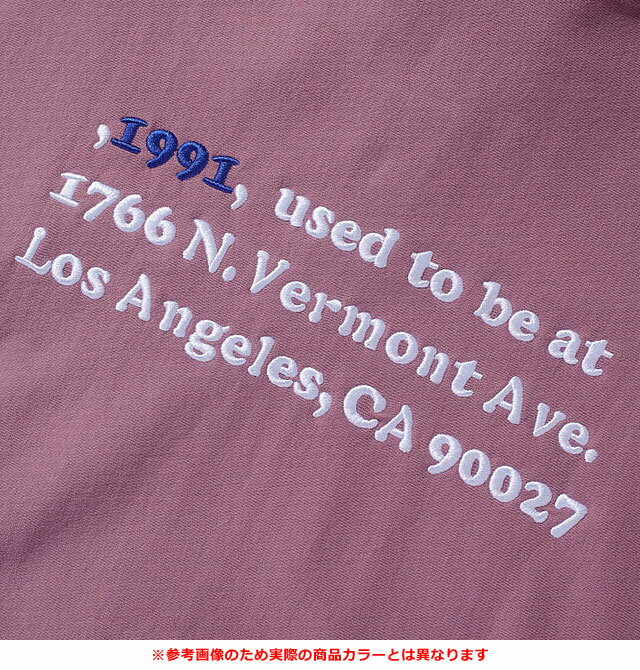 ,1991, used to be at
1766 N. Vermont Ave.
Los Angeles, CA 90027
※参考画像のため実際の商品カラーとは異なります